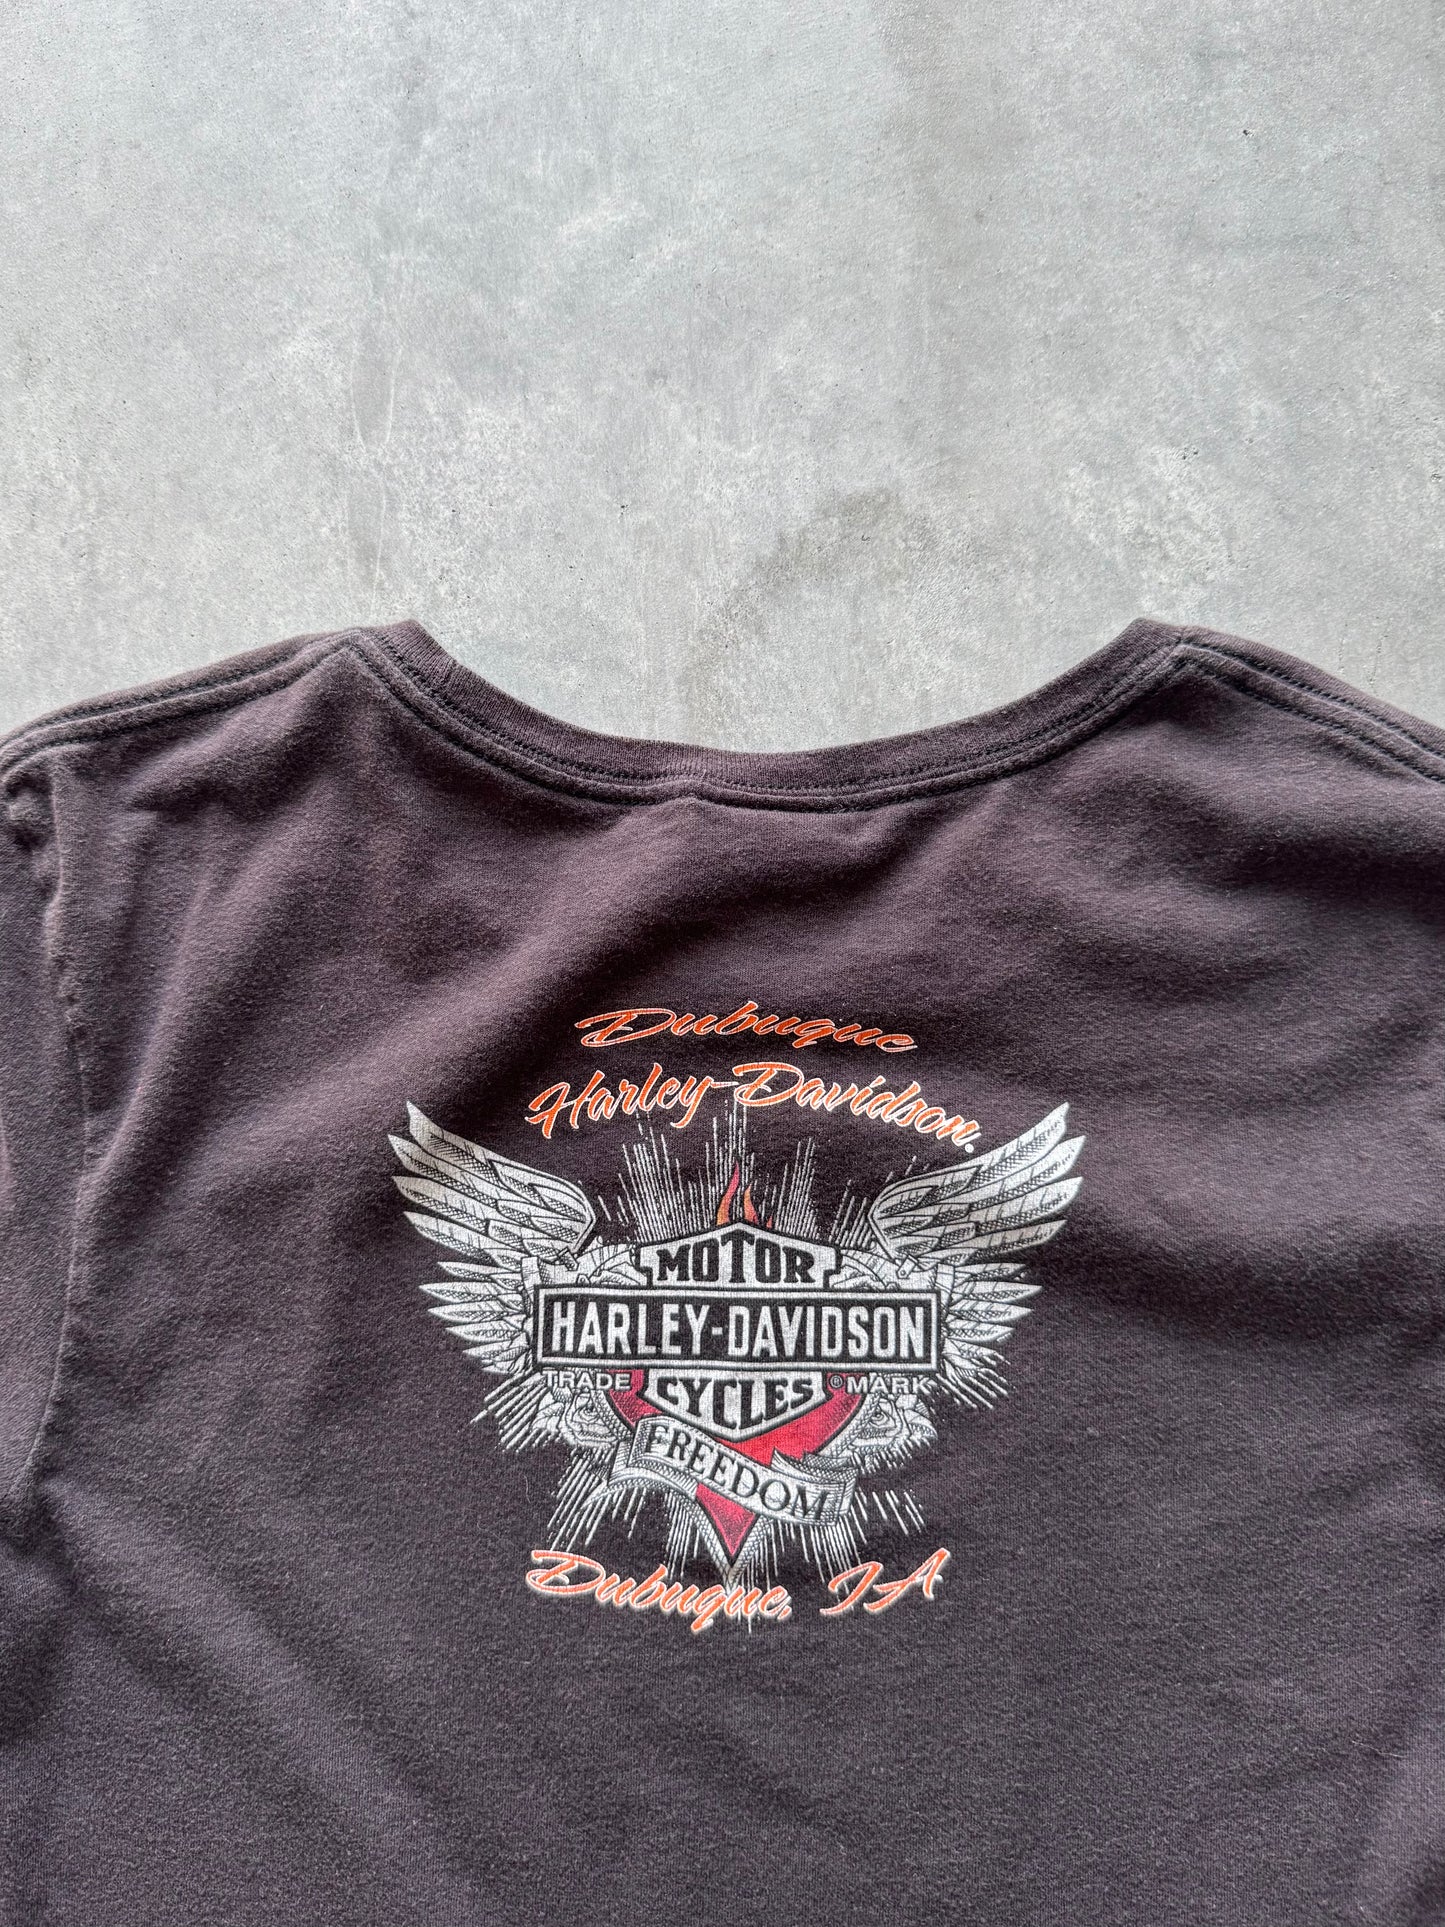 Dubuque
Harley-Davidson.
MOTOR
HARLEY-DAVIDSON
TRADE ® MARK
CYCLES
FREEDOM
Dubuque, IA